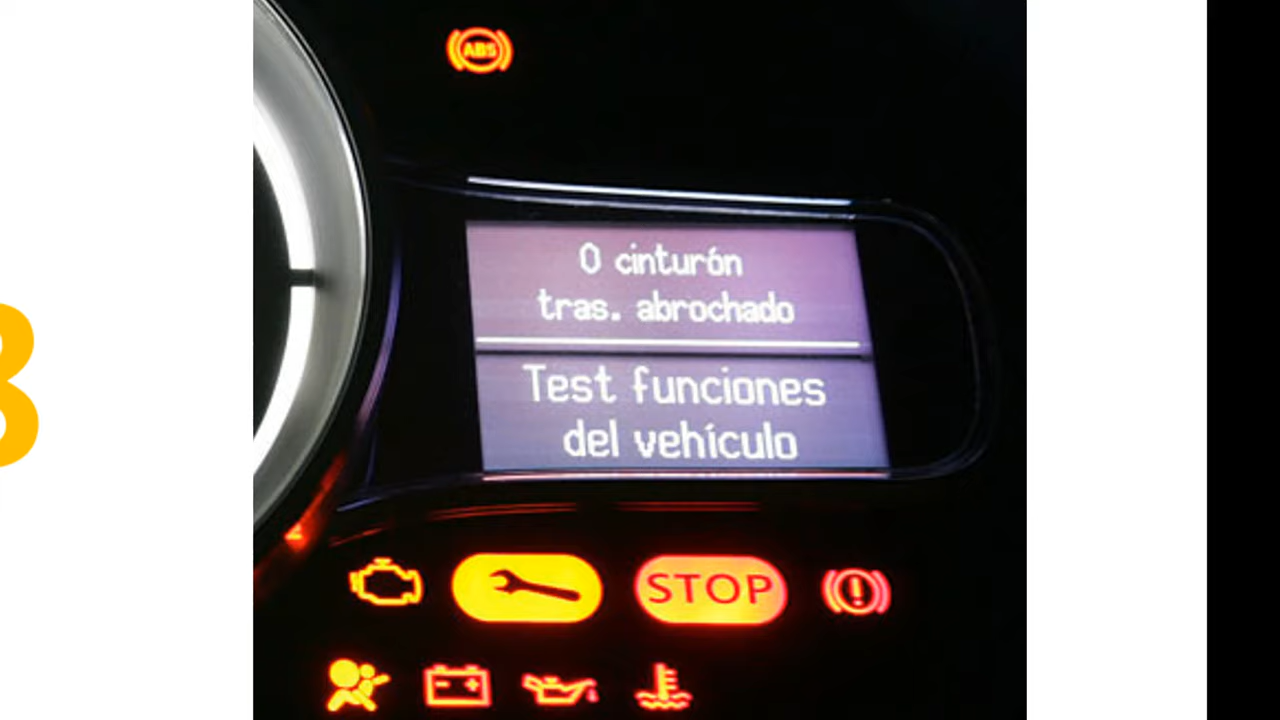 ABS
0 cinturón
tras. abrochado
Test funciones
del vehículo
STOP